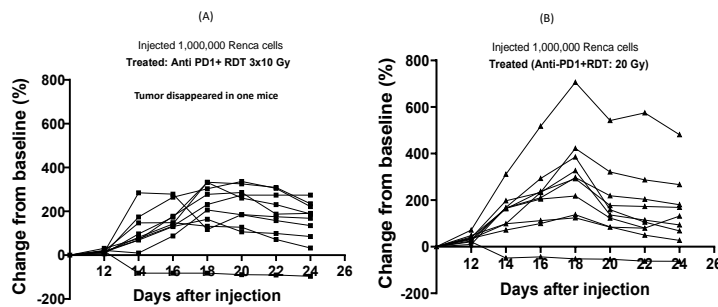 (A)
Injected 1,000,000 Renca cells
Treated: Anti PD1+ RDT 3x10 Gy
Tumor disappeared in one mice
Change from baseline (%)
800
600
400
200
0
-200
12 14 16 18 20 22 24 26
Days after injection
(B)
Injected 1,000,000 Renca cells
Treated (Anti-PD1+RDT: 20 Gy)
Change from baseline (%)
800
600
400
200
0
-200
12 14 16 18 20 22 24 26
Days after injection